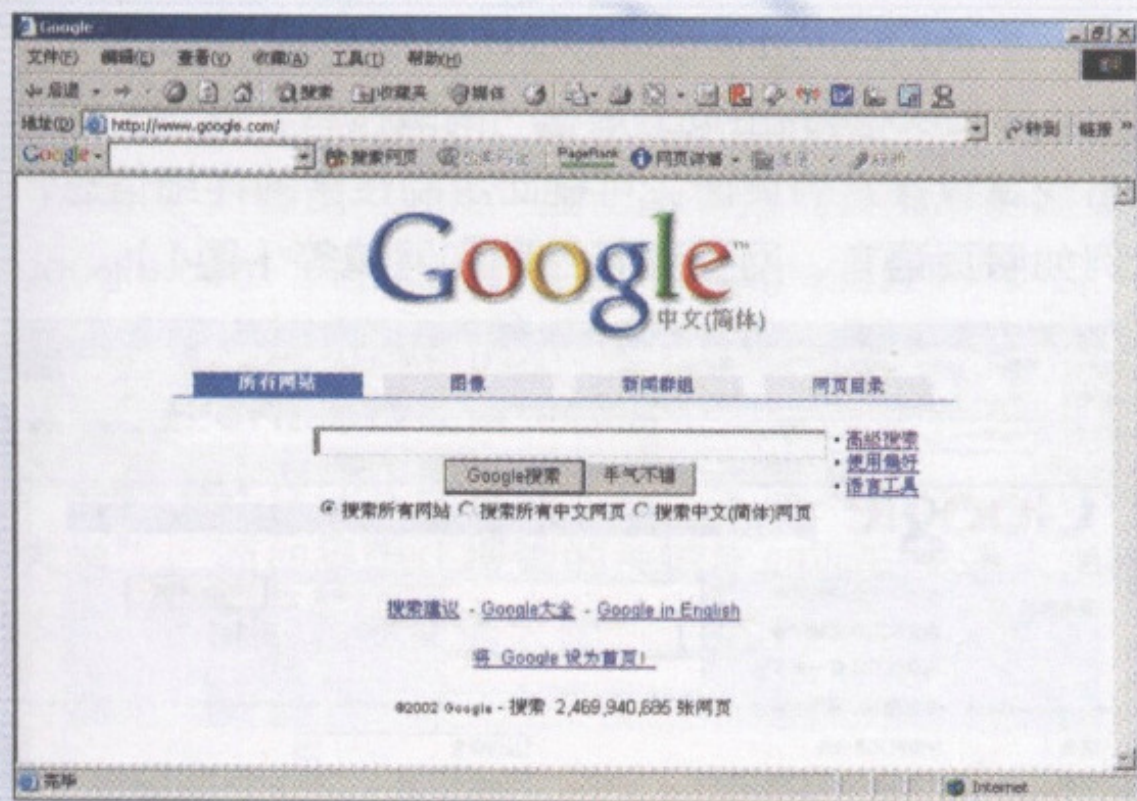 Google -
文件(F) 编辑(E) 查看(V) 收藏(A) 工具(T) 帮助(H)
后退 搜索 收藏夹 媒体
地址(D) http://www.google.com/ 转到 链接 »
Google 搜索网页 PageRank 网页详情
Google™
中文(简体)
所有网站 图像 新闻群组 网页目录
• 高级搜索
• 使用偏好
• 语言工具
Google搜索 手气不错
搜索所有网站 搜索所有中文网页 搜索中文(简体)网页
搜索建议 - Google大全 - Google in English
将 Google 设为首页!
©2002 Google - 搜索 2,469,940,685 张网页
完毕 Internet